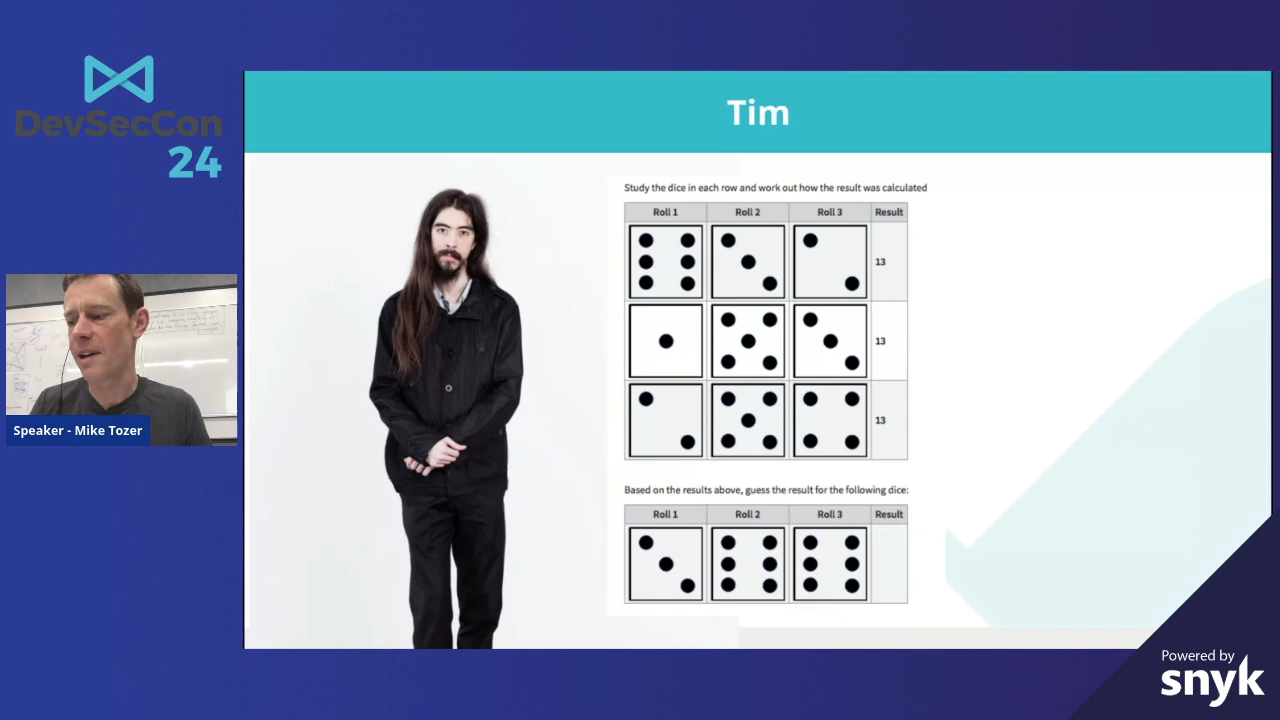 DevSecCon
24
Speaker - Mike Tozer
Tim
Study the dice in each row and work out how the result was calculated
Roll 1 Roll 2 Roll 3 Result
13
13
13
Based on the results above, guess the result for the following dice:
Roll 1 Roll 2 Roll 3 Result
Powered by
snyk